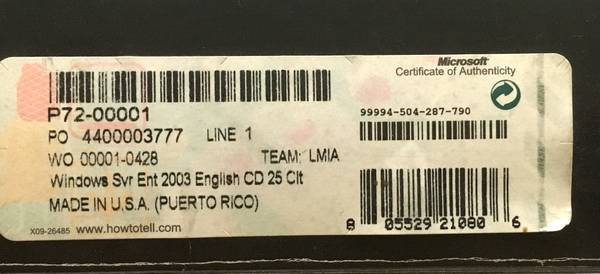 Microsoft
Certificate of Authenticity
P72-00001
99994-504-287-790
PO 4400003777 LINE 1
WO 00001-0428 TEAM: LMIA
Windows Svr Ent 2003 English CD 25 Clt
MADE IN U.S.A. (PUERTO RICO)
8 05529 21080 6
X09-26485 www.howtotell.com